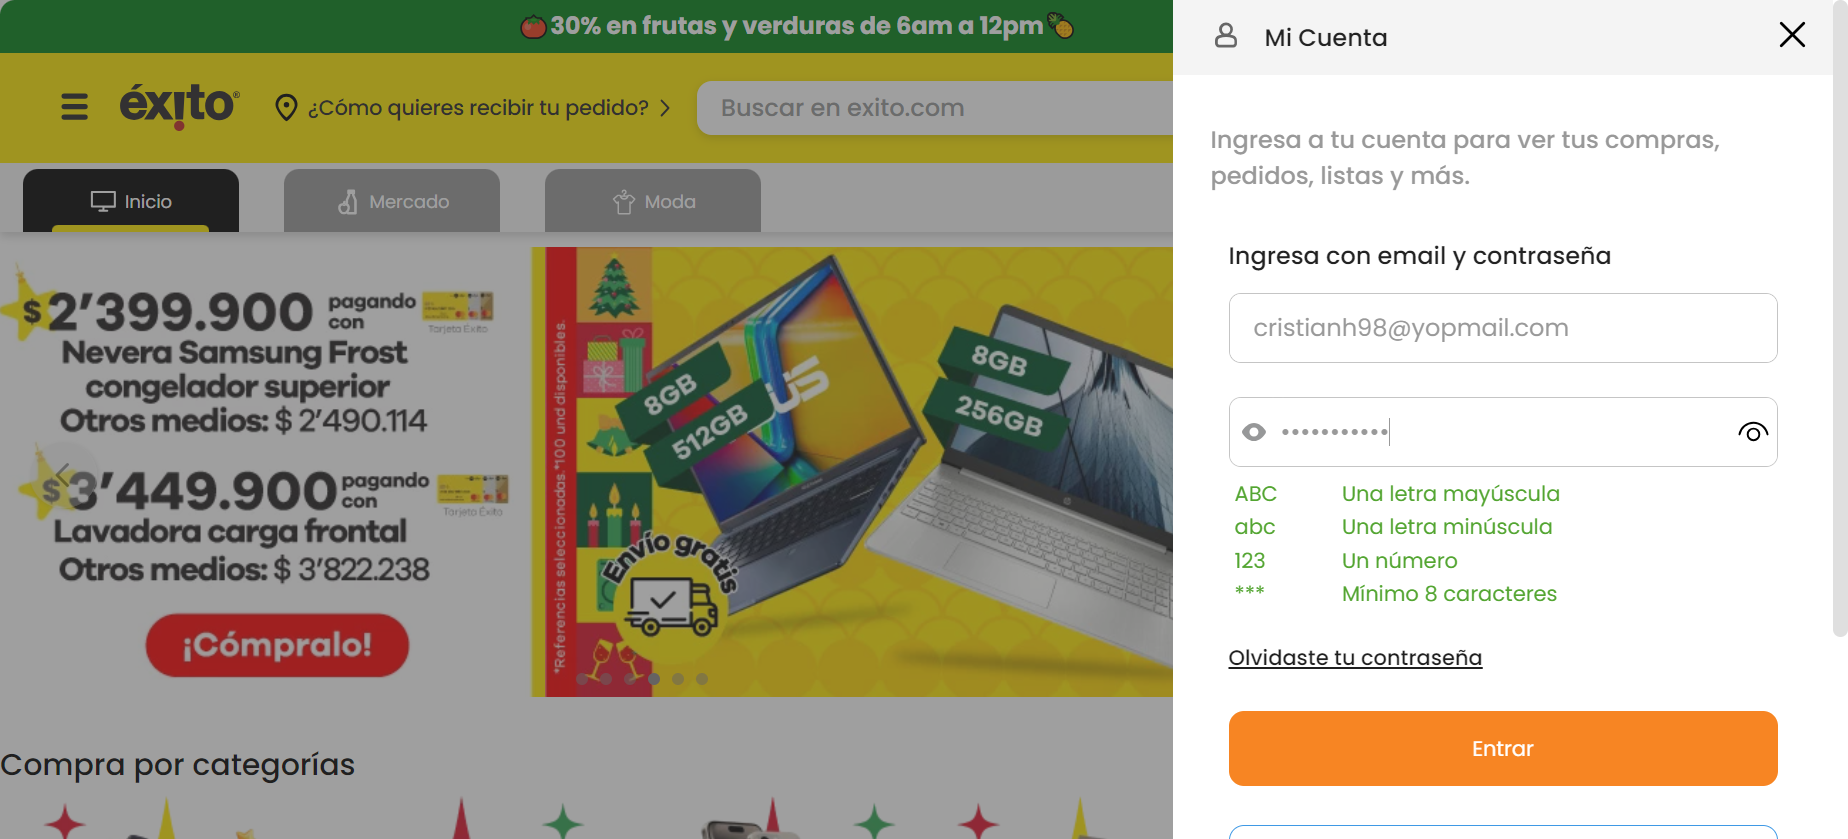 30% en frutas y verduras de 6am a 12pm
éxito®
¿Cómo quieres recibir tu pedido?
Buscar en exito.com
Inicio
Mercado
Moda
$2'399.900 pagando con
Tarjeta Éxito
Nevera Samsung Frost
congelador superior
Otros medios: $ 2'490.114
$3'449.900 pagando con
Tarjeta Éxito
Lavadora carga frontal
Otros medios: $ 3'822.238
¡Cómpralo!
*Referencias seleccionadas.*100 und disponibles.
8GB
512GB
8GB
256GB
Envío gratis
Compra por categorías
Mi Cuenta
Ingresa a tu cuenta para ver tus compras,
pedidos, listas y más.
Ingresa con email y contraseña
cristianh98@yopmail.com
•••••••••••
ABC Una letra mayúscula
abc Una letra minúscula
123 Un número
*** Mínimo 8 caracteres
Olvidaste tu contraseña
Entrar